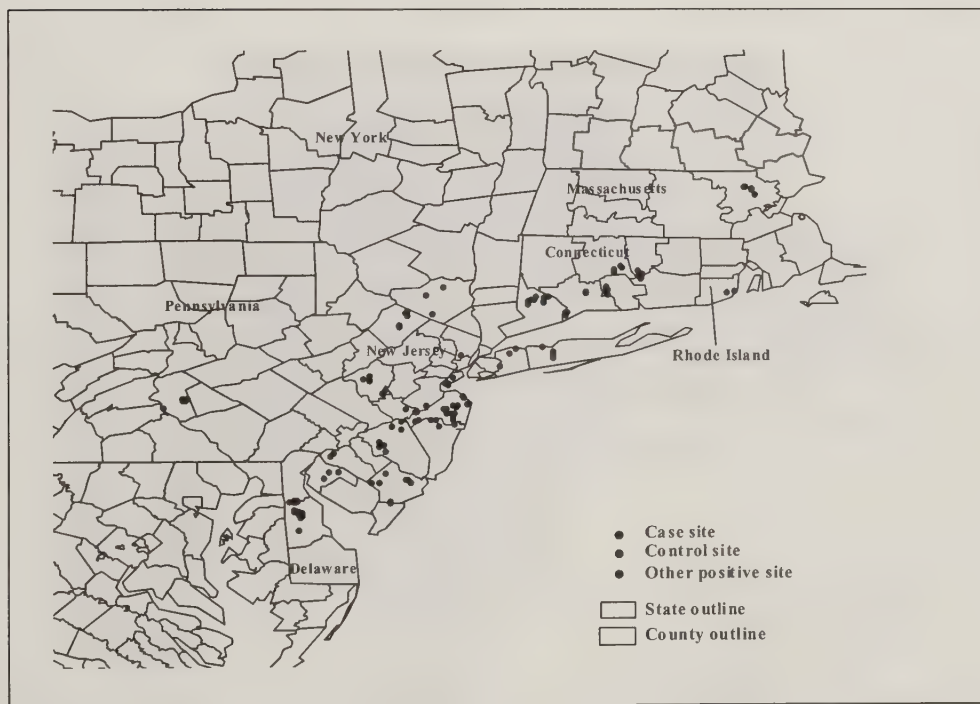 New York
Massachusetts
Connecticut
Pennsylvania
New Jersey
Rhode Island
Delaware
Case site
Control site
Other positive site
State outline
County outline